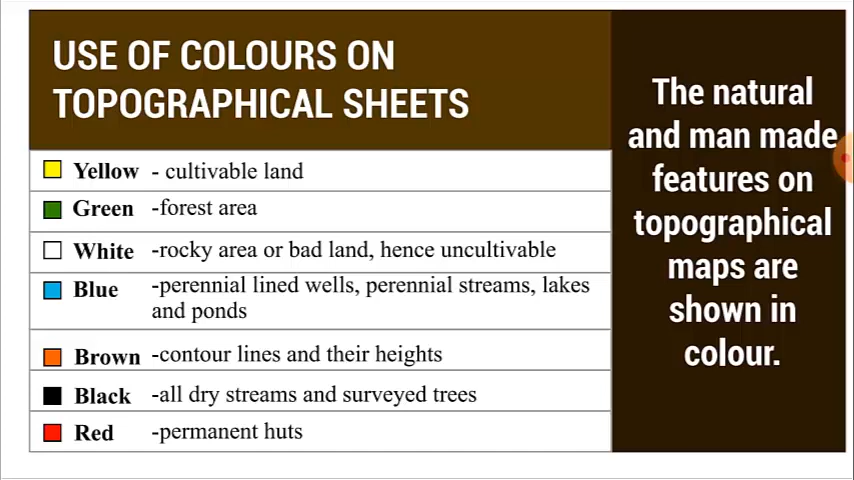 USE OF COLOURS ON
TOPOGRAPHICAL SHEETS
Yellow - cultivable land
Green -forest area
White -rocky area or bad land, hence uncultivable
Blue -perennial lined wells, perennial streams, lakes
and ponds
Brown -contour lines and their heights
Black -all dry streams and surveyed trees
Red -permanent huts
The natural
and man made
features on
topographical
maps are
shown in
colour.